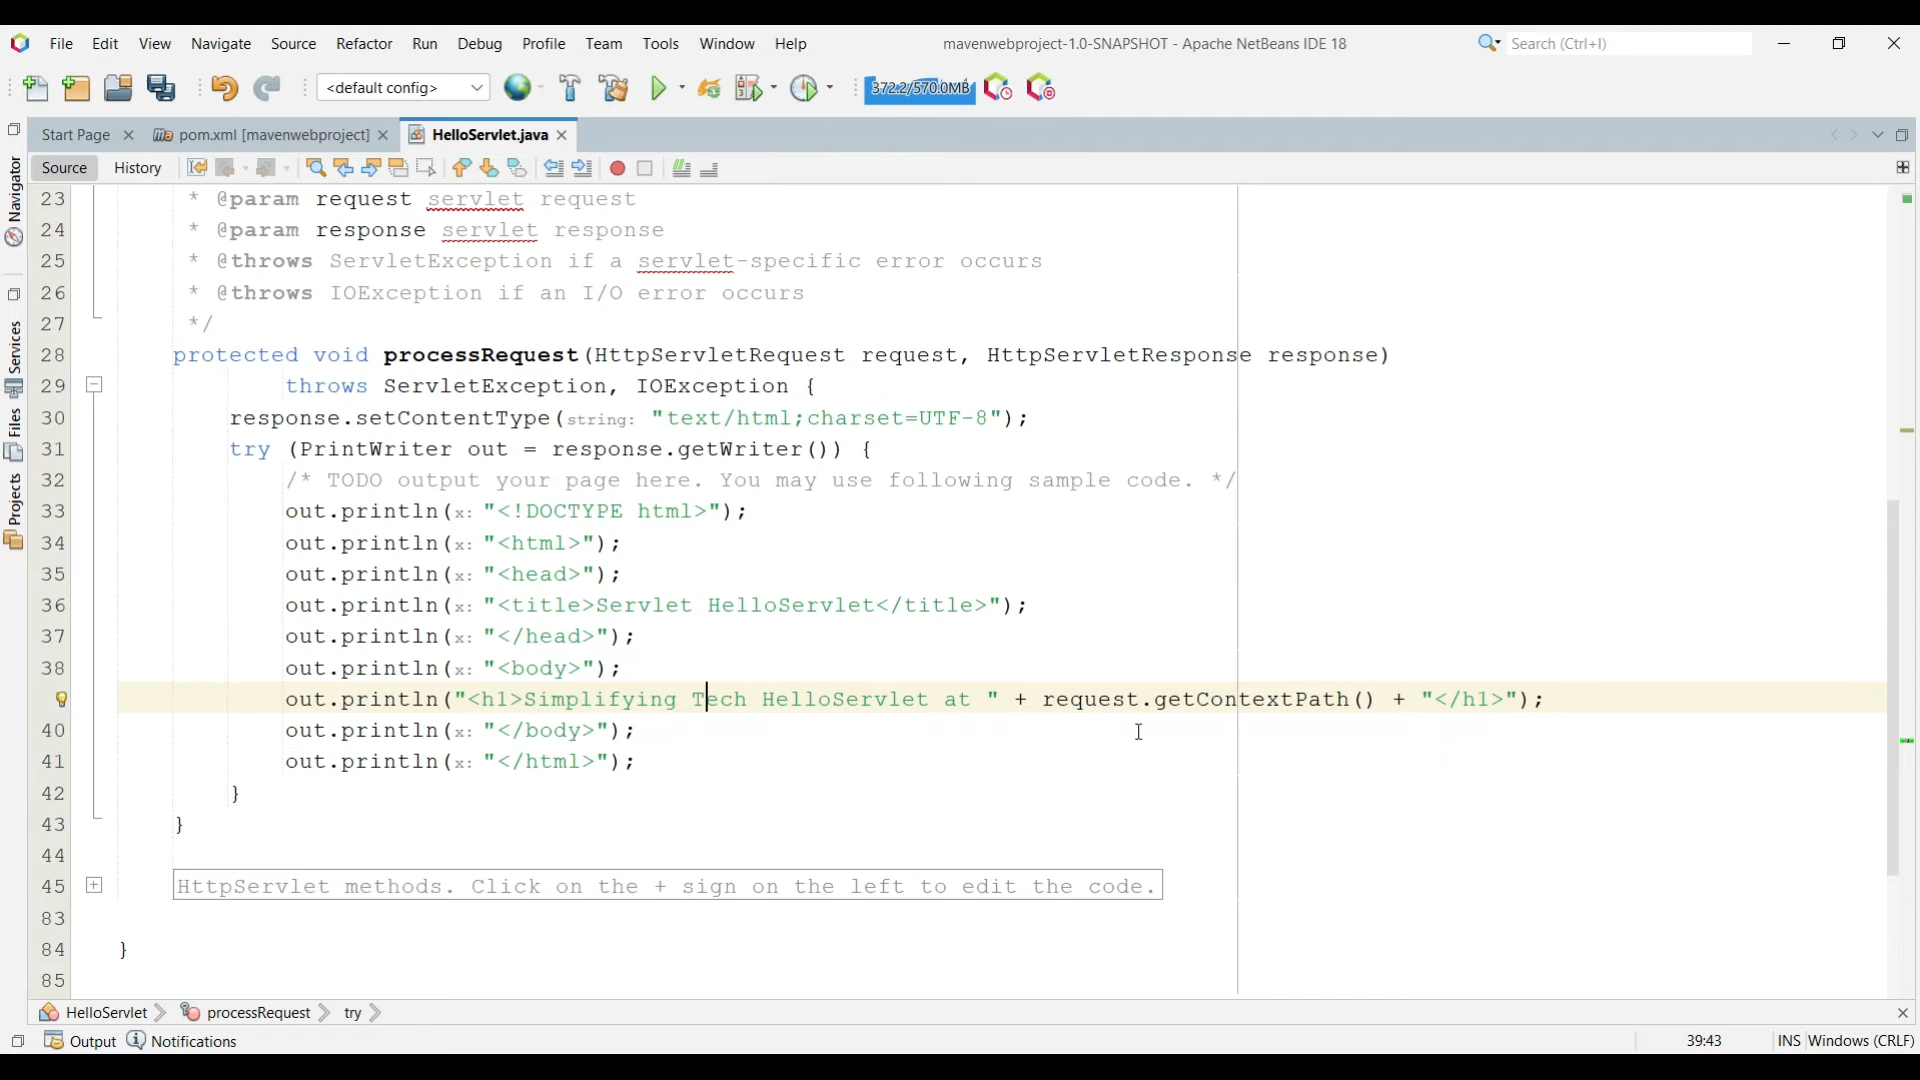 File Edit View Navigate Source Refactor Run Debug Profile Team Tools Window Help mavenwebproject-1.0-SNAPSHOT - Apache NetBeans IDE 18 Search (Ctrl+I)
<default config> 372.2/570.0MB
Start Page pom.xml [mavenwebproject] HelloServlet.java
Source History
Navigator
Services
Files
Projects
23 * @param request servlet request
24 * @param response servlet response
25 * @throws ServletException if a servlet-specific error occurs
26 * @throws IOException if an I/O error occurs
27 */
28 protected void processRequest(HttpServletRequest request, HttpServletResponse response)
29 throws ServletException, IOException {
30 response.setContentType(string: "text/html;charset=UTF-8");
31 try (PrintWriter out = response.getWriter()) {
32 /* TODO output your page here. You may use following sample code. */
33 out.println(x: "<!DOCTYPE html>");
34 out.println(x: "<html>");
35 out.println(x: "<head>");
36 out.println(x: "<title>Servlet HelloServlet</title>");
37 out.println(x: "</head>");
38 out.println(x: "<body>");
out.println("<h1>Simplifying Tech HelloServlet at " + request.getContextPath() + "</h1>");
40 out.println(x: "</body>");
41 out.println(x: "</html>");
42 }
43 }
44
45 HttpServlet methods. Click on the + sign on the left to edit the code.
83
84 }
85
HelloServlet processRequest try
Output Notifications 39:43 INS Windows (CRLF)